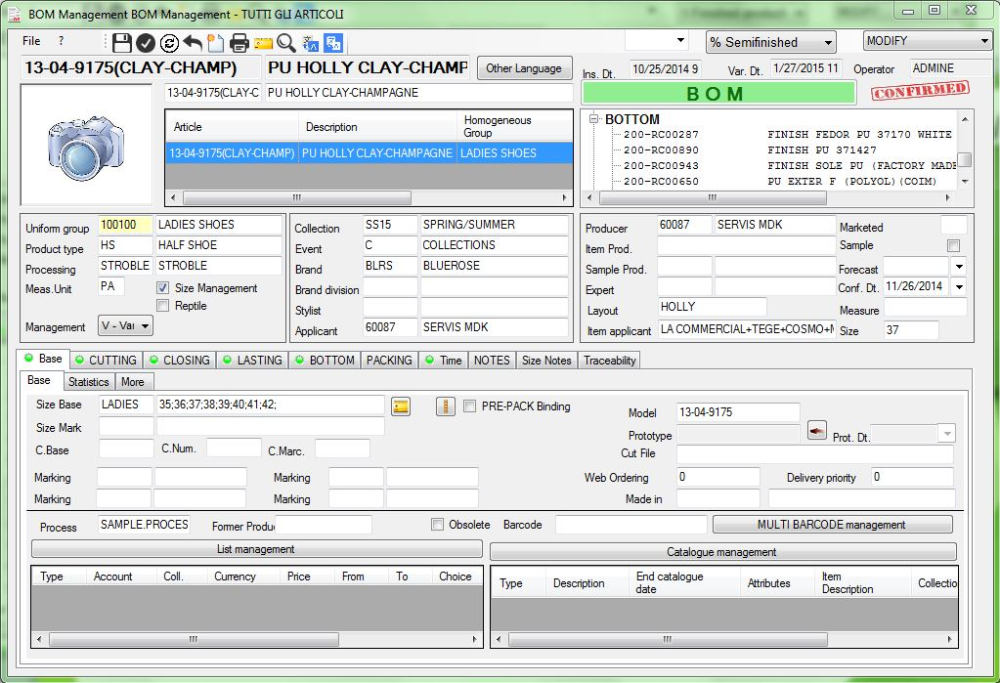 BOM Management BOM Management - TUTTI GLI ARTICOLI
File ?
% Semifinished MODIFY
13-04-9175(CLAY-CHAMP) PU HOLLY CLAY-CHAMP Other Language Ins. Dt. 10/25/2014 9 Var. Dt. 1/27/2015 11 Operator ADMINE
13-04-9175(CLAY-C PU HOLLY CLAY-CHAMPAGNE BOM CONFIRMED
Article Description Homogeneous Group
13-04-9175(CLAY-CHAMP) PU HOLLY CLAY-CHAMPAGNE LADIES SHOES
BOTTOM
200-RC00287 FINISH FEDOR PU 37170 WHITE
200-RC00890 FINISH PU 371427
200-RC00943 FINISH SOLE PU (FACTORY MADE
200-RC00650 PU EXTER F (POLYOL)(COIM)
Uniform group 100100 LADIES SHOES
Product type HS HALF SHOE
Processing STROBLE STROBLE
Meas.Unit PA Size Management
Reptile
Management V - Var
Collection SS15 SPRING/SUMMER
Event C COLLECTIONS
Brand BLRS BLUEROSE
Brand division
Stylist
Applicant 60087 SERVIS MDK
Producer 60087 SERVIS MDK Marketed
Item Prod. Sample
Sample Prod. Forecast
Expert Conf. Dt. 11/26/2014
Layout HOLLY Measure
Item applicant LA COMMERCIAL+TEGE+COSMO+M Size 37
Base CUTTING CLOSING LASTING BOTTOM PACKING Time NOTES Size Notes Traceability
Base Statistics More
Size Base LADIES 35;36;37;38;39;40;41;42; PRE-PACK Binding Model 13-04-9175
Size Mark Prototype Prot. Dt.
C.Base C.Num. C.Marc. Cut File
Marking Marking Web Ordering 0 Delivery priority 0
Marking Marking Made in
Process SAMPLE.PROCES Former Produ Obsolete Barcode MULTI BARCODE management
List management Catalogue management
Type Account Coll. Currency Price From To Choice
Type Description End catalogue date Attributes Item Description Collectio